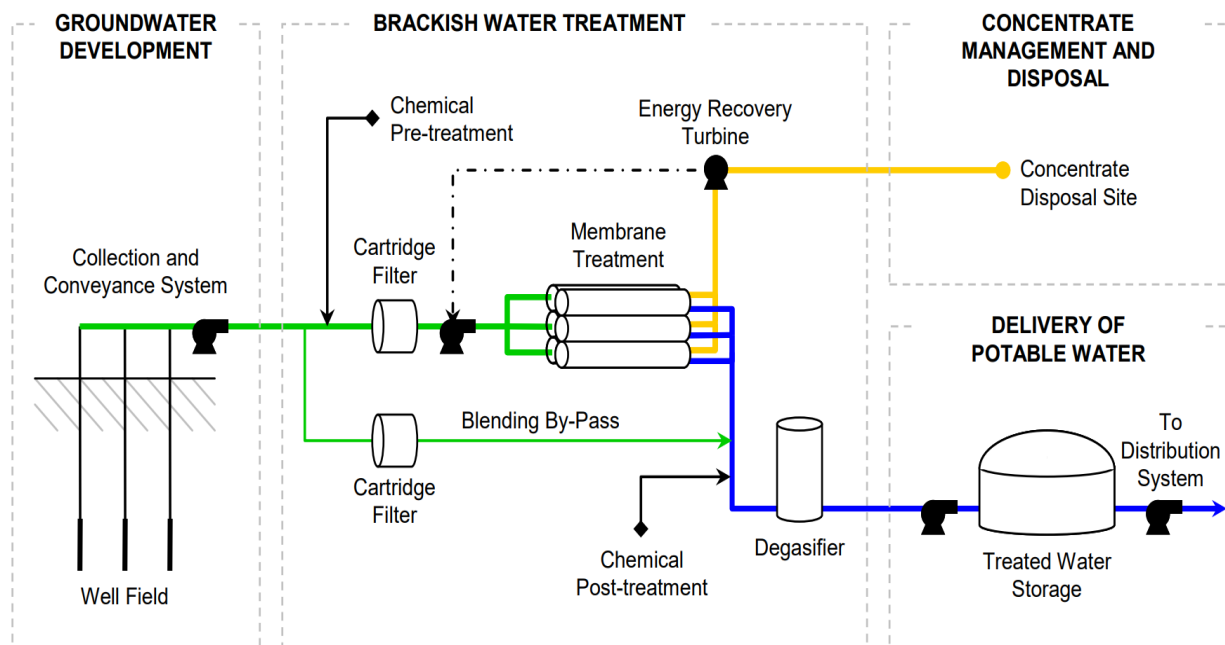 GROUNDWATER
DEVELOPMENT
BRACKISH WATER TREATMENT
CONCENTRATE
MANAGEMENT AND
DISPOSAL
Chemical
Pre-treatment
Energy Recovery
Turbine
Concentrate
Disposal Site
Collection and
Conveyance System
Cartridge
Filter
Membrane
Treatment
DELIVERY OF
POTABLE WATER
Blending By-Pass
To
Distribution
System
Cartridge
Filter
Chemical
Post-treatment
Degasifier
Treated Water
Storage
Well Field